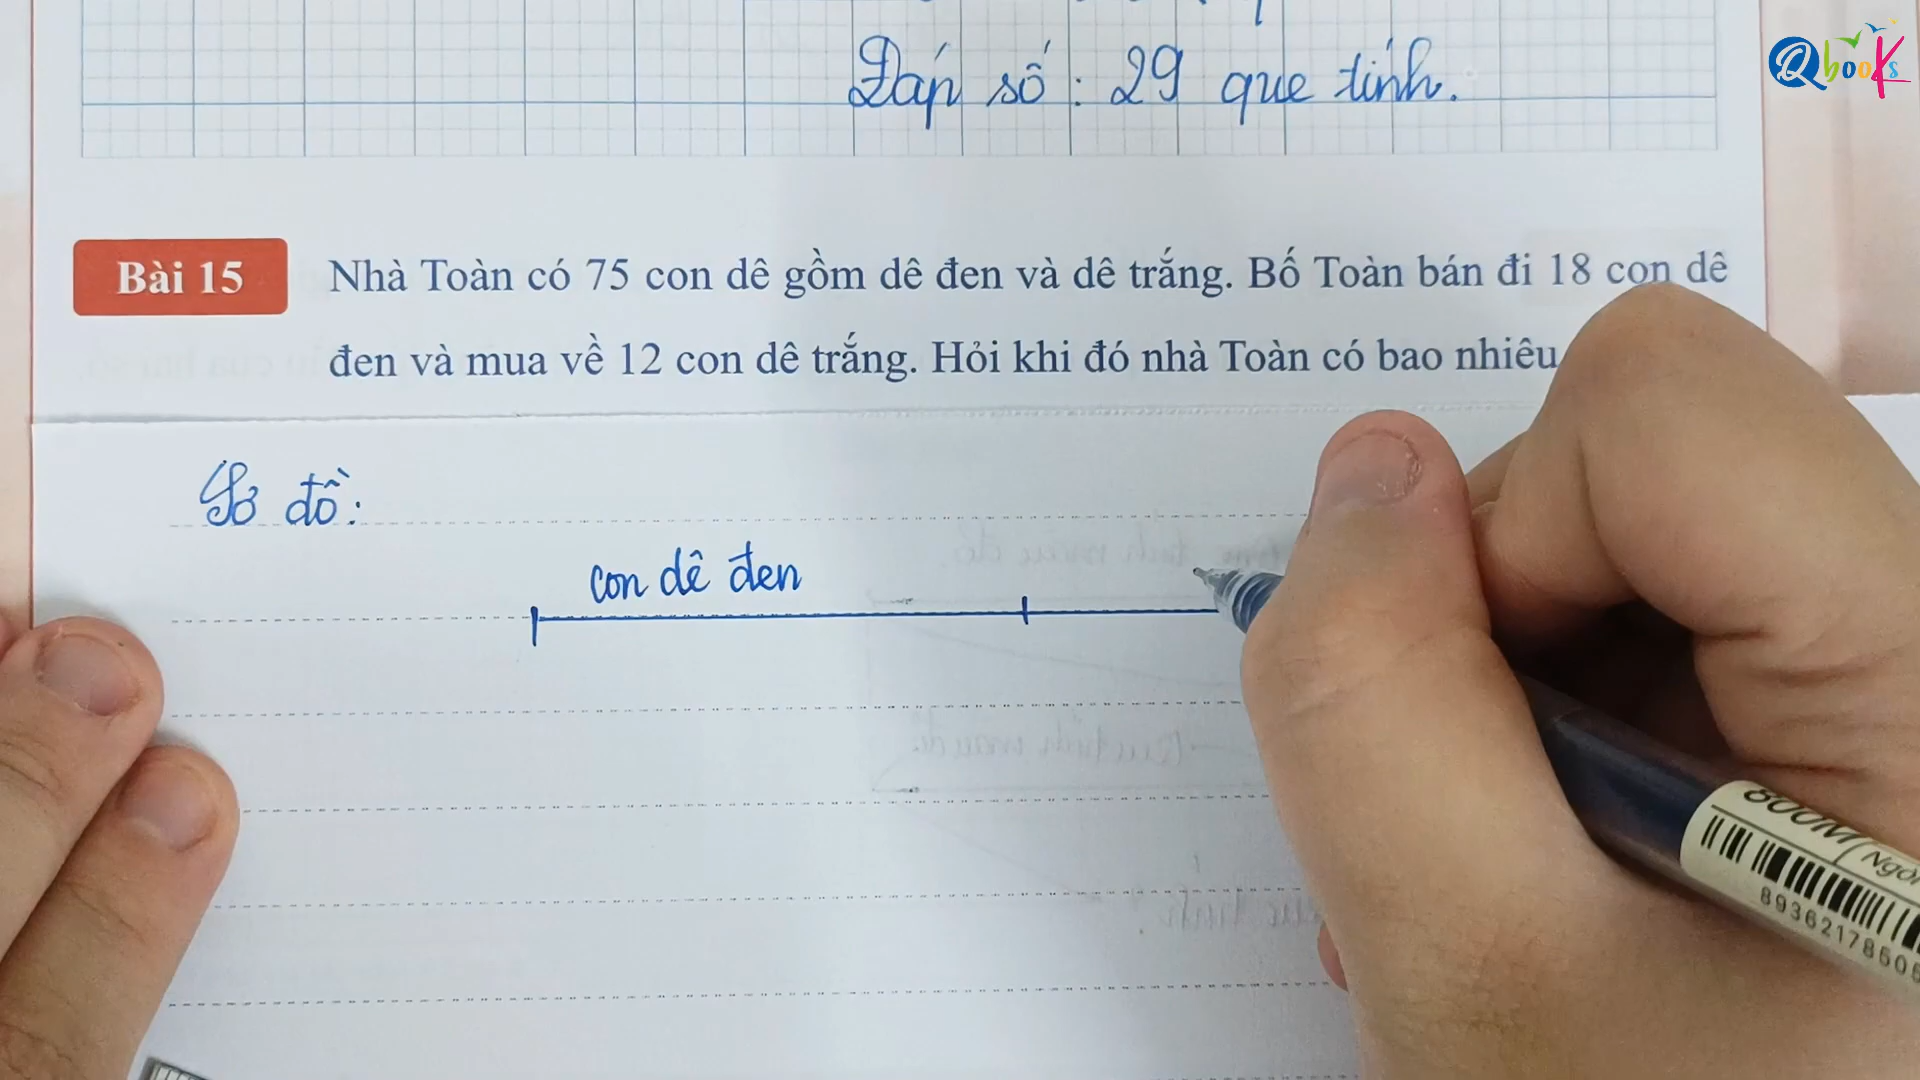 Đáp số : 29 que tính.
Qbooks
Bài 15
Nhà Toàn có 75 con dê gồm dê đen và dê trắng. Bố Toàn bán đi 18 con dê
đen và mua về 12 con dê trắng. Hỏi khi đó nhà Toàn có bao nhiêu
Sơ đồ:
con dê đen
800M